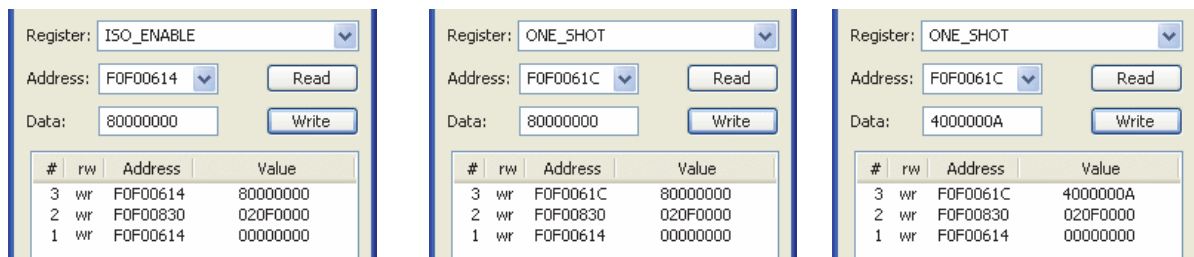 Register: ISO_ENABLE
Address: F0F00614 Read
Data: 80000000 Write
# rw Address Value
3 wr F0F00614 80000000
2 wr F0F00830 020F0000
1 wr F0F00614 00000000
Register: ONE_SHOT
Address: F0F0061C Read
Data: 80000000 Write
# rw Address Value
3 wr F0F0061C 80000000
2 wr F0F00830 020F0000
1 wr F0F00614 00000000
Register: ONE_SHOT
Address: F0F0061C Read
Data: 4000000A Write
# rw Address Value
3 wr F0F0061C 4000000A
2 wr F0F00830 020F0000
1 wr F0F00614 00000000